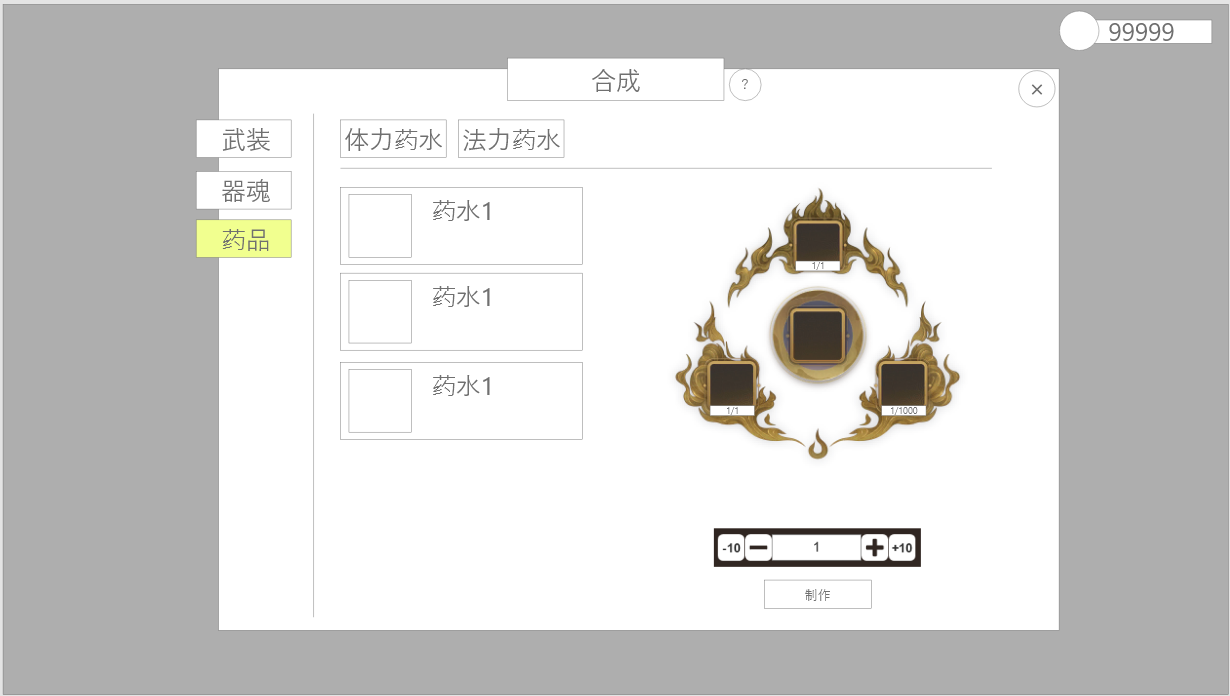 99999
合成
?
×
武装
器魂
药品
体力药水 法力药水
药水1
药水1
药水1
1/1
1/1
1/1000
-10 − 1 + +10
制作